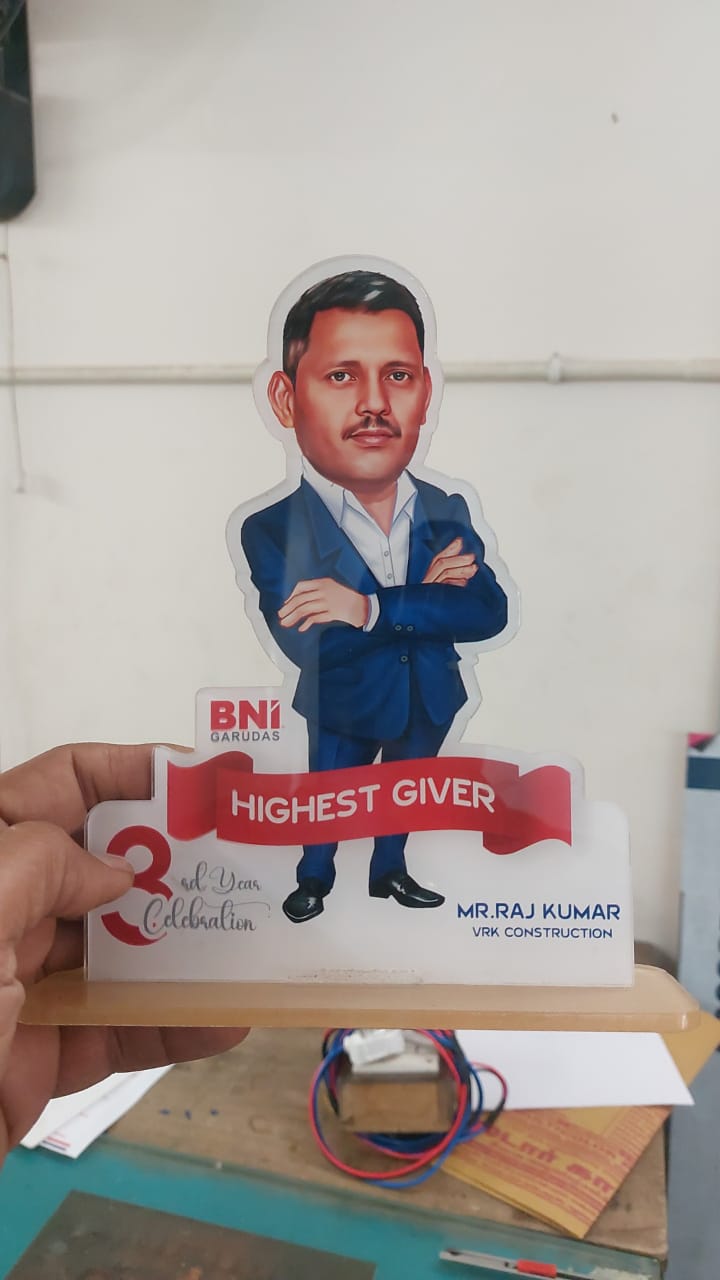 BNI
GARUDAS
HIGHEST GIVER
3rd Year
Celebration
MR.RAJ KUMAR
VRK CONSTRUCTION